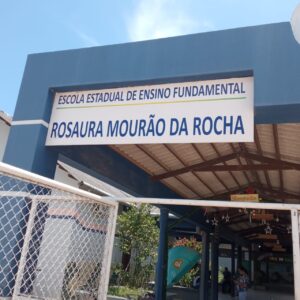 ESCOLA ESTADUAL DE ENSINO FUNDAMENTAL
ROSAURA MOURÃO DA ROCHA